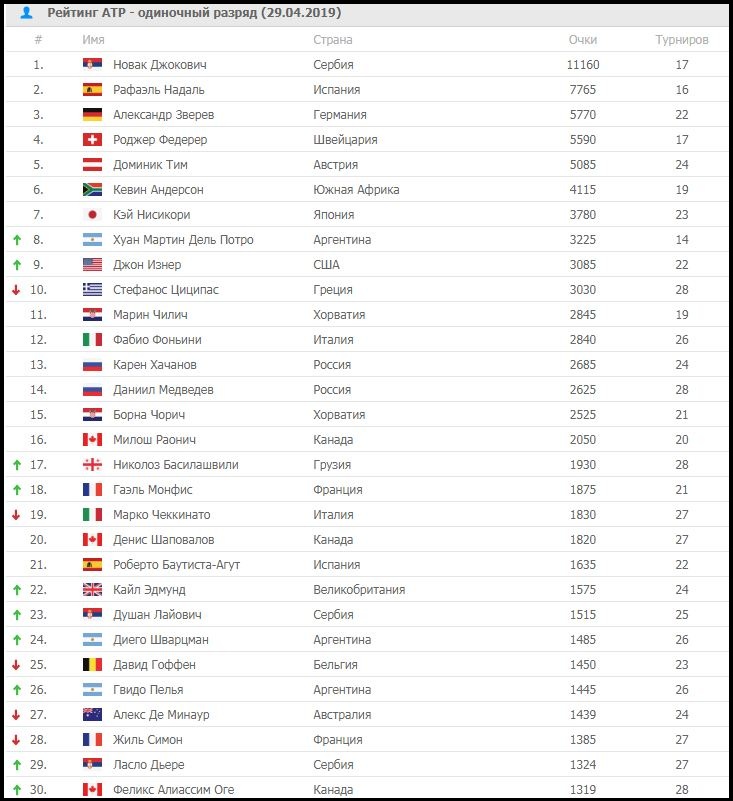 Рейтинг ATP - одиночный разряд (29.04.2019)
# Имя Страна Очки Турниров
1. Новак Джокович Сербия 11160 17
2. Рафаэль Надаль Испания 7765 16
3. Александр Зверев Германия 5770 22
4. Роджер Федерер Швейцария 5590 17
5. Доминик Тим Австрия 5085 24
6. Кевин Андерсон Южная Африка 4115 19
7. Кэй Нисикори Япония 3780 23
8. Хуан Мартин Дель Потро Аргентина 3225 14
9. Джон Изнер США 3085 22
10. Стефанос Циципас Греция 3030 28
11. Марин Чилич Хорватия 2845 19
12. Фабио Фоньини Италия 2840 26
13. Карен Хачанов Россия 2685 24
14. Даниил Медведев Россия 2625 28
15. Борна Чорич Хорватия 2525 21
16. Милош Раонич Канада 2050 20
17. Николоз Басилашвили Грузия 1930 28
18. Гаэль Монфис Франция 1875 21
19. Марко Чеккинато Италия 1830 27
20. Денис Шаповалов Канада 1820 27
21. Роберто Баутиста-Агут Испания 1635 22
22. Кайл Эдмунд Великобритания 1575 24
23. Душан Лайович Сербия 1515 25
24. Диего Шварцман Аргентина 1485 26
25. Давид Гоффен Бельгия 1450 23
26. Гвидо Пелья Аргентина 1445 26
27. Алекс Де Минаур Австралия 1439 24
28. Жиль Симон Франция 1385 27
29. Ласло Дьере Сербия 1324 27
30. Феликс Алиассим Оге Канада 1319 28